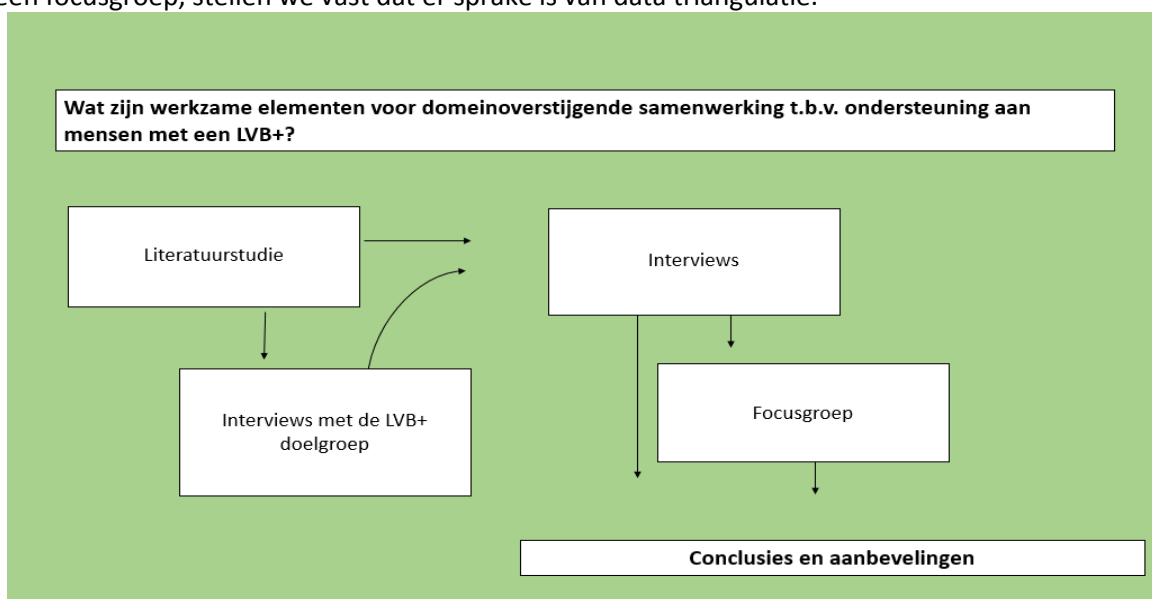 een focusgroep, stellen we vast dat er sprake is van data triangulatie.
Wat zijn werkzame elementen voor domeinoverstijgende samenwerking t.b.v. ondersteuning aan
mensen met een LVB+?
Literatuurstudie
Interviews
Interviews met de LVB+
doelgroep
Focusgroep
Conclusies en aanbevelingen